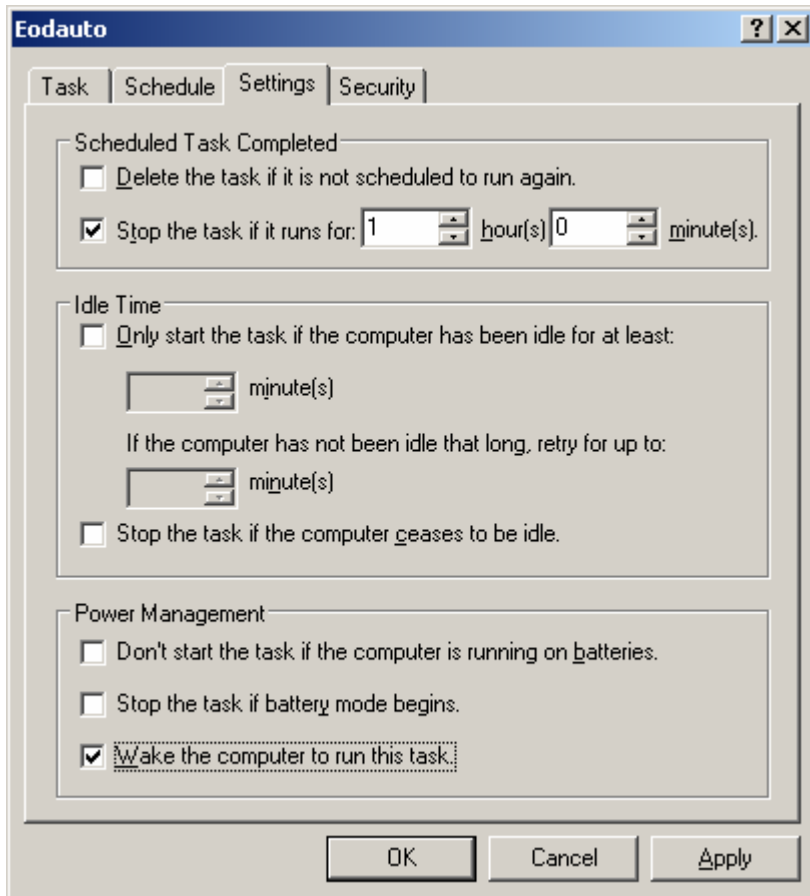 Eodauto
Task Schedule Settings Security
Scheduled Task Completed
Delete the task if it is not scheduled to run again.
Stop the task if it runs for: 1 hour(s) 0 minute(s).
Idle Time
Only start the task if the computer has been idle for at least:
minute(s)
If the computer has not been idle that long, retry for up to:
minute(s)
Stop the task if the computer ceases to be idle.
Power Management
Don't start the task if the computer is running on batteries.
Stop the task if battery mode begins.
Wake the computer to run this task.
OK Cancel Apply